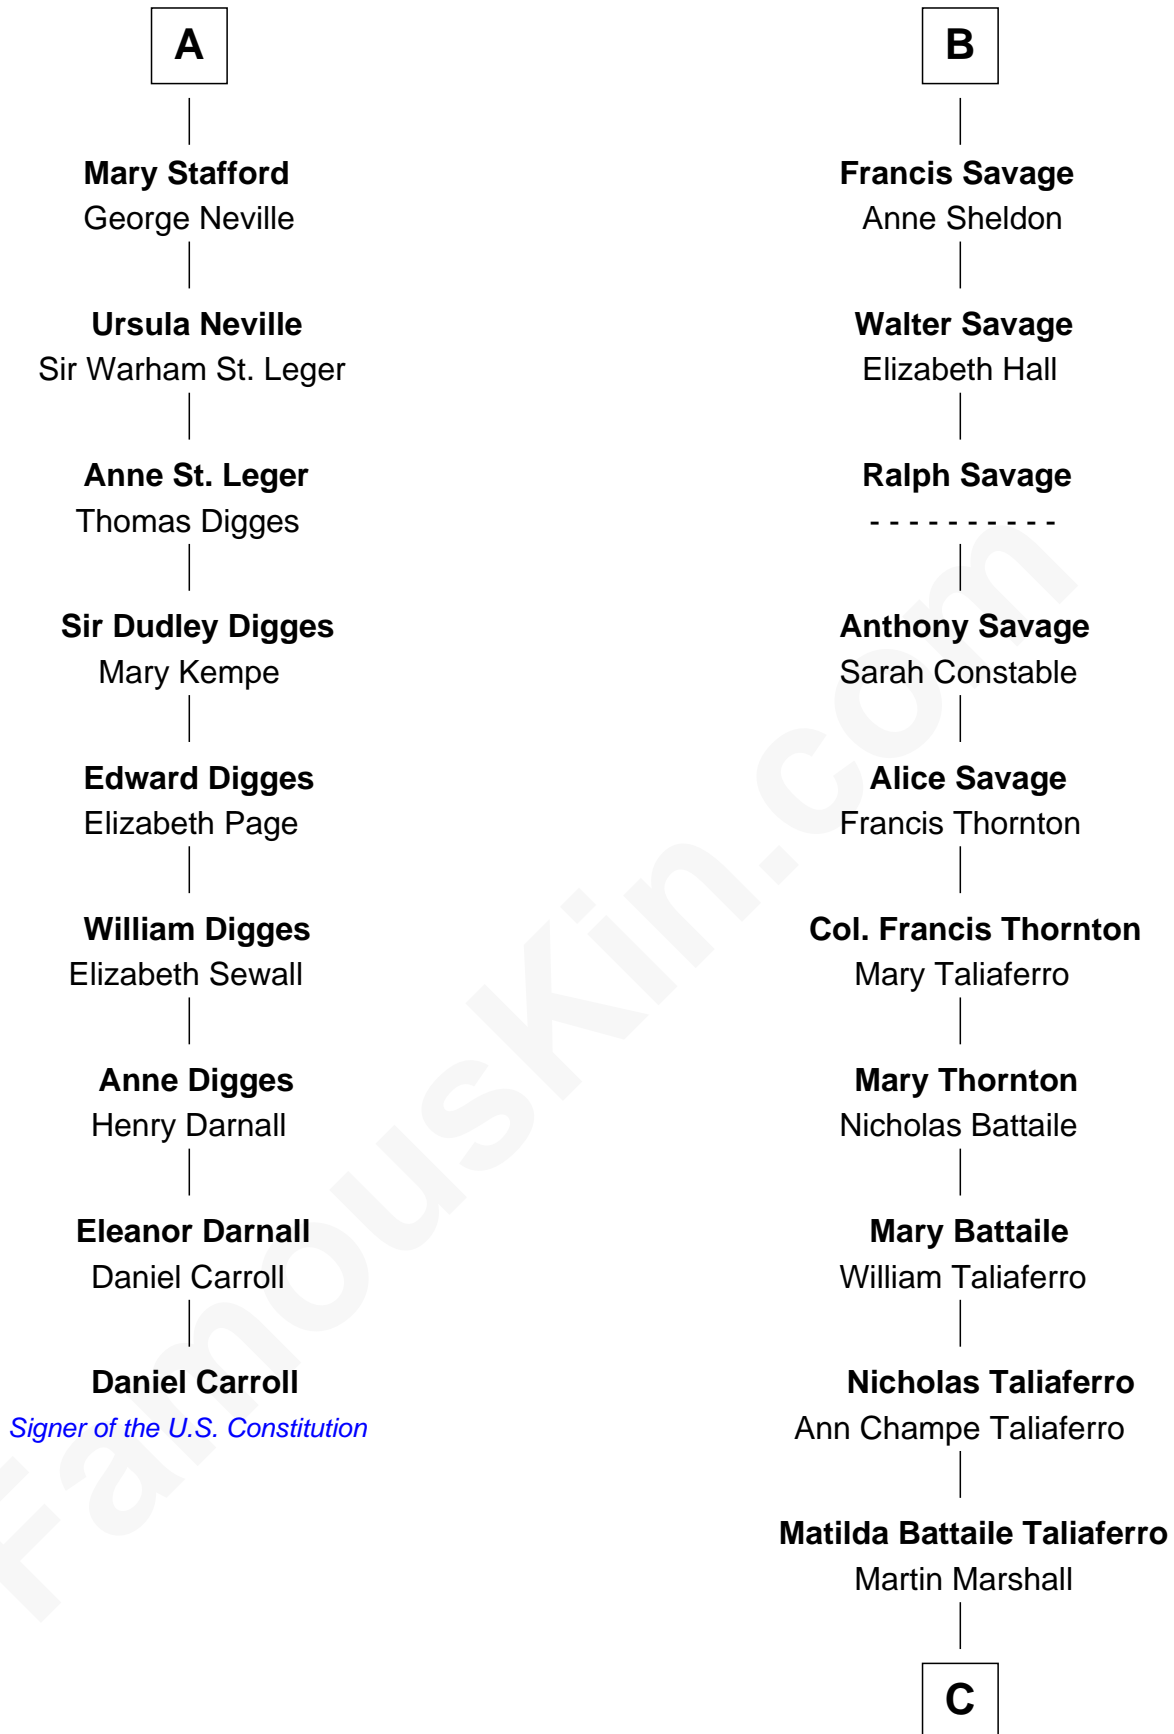 A
Mary Stafford
George Neville
Ursula Neville
Sir Warham St. Leger
Anne St. Leger
Thomas Digges
Sir Dudley Digges
Mary Kempe
Edward Digges
Elizabeth Page
William Digges
Elizabeth Sewall
Anne Digges
Henry Darnall
Eleanor Darnall
Daniel Carroll
Daniel Carroll
Signer of the U.S. Constitution
B
Francis Savage
Anne Sheldon
Walter Savage
Elizabeth Hall
Ralph Savage
- - - - - - - - - -
Anthony Savage
Sarah Constable
Alice Savage
Francis Thornton
Col. Francis Thornton
Mary Taliaferro
Mary Thornton
Nicholas Battaile
Mary Battaile
William Taliaferro
Nicholas Taliaferro
Ann Champe Taliaferro
Matilda Battaile Taliaferro
Martin Marshall
C
FamousKin.com